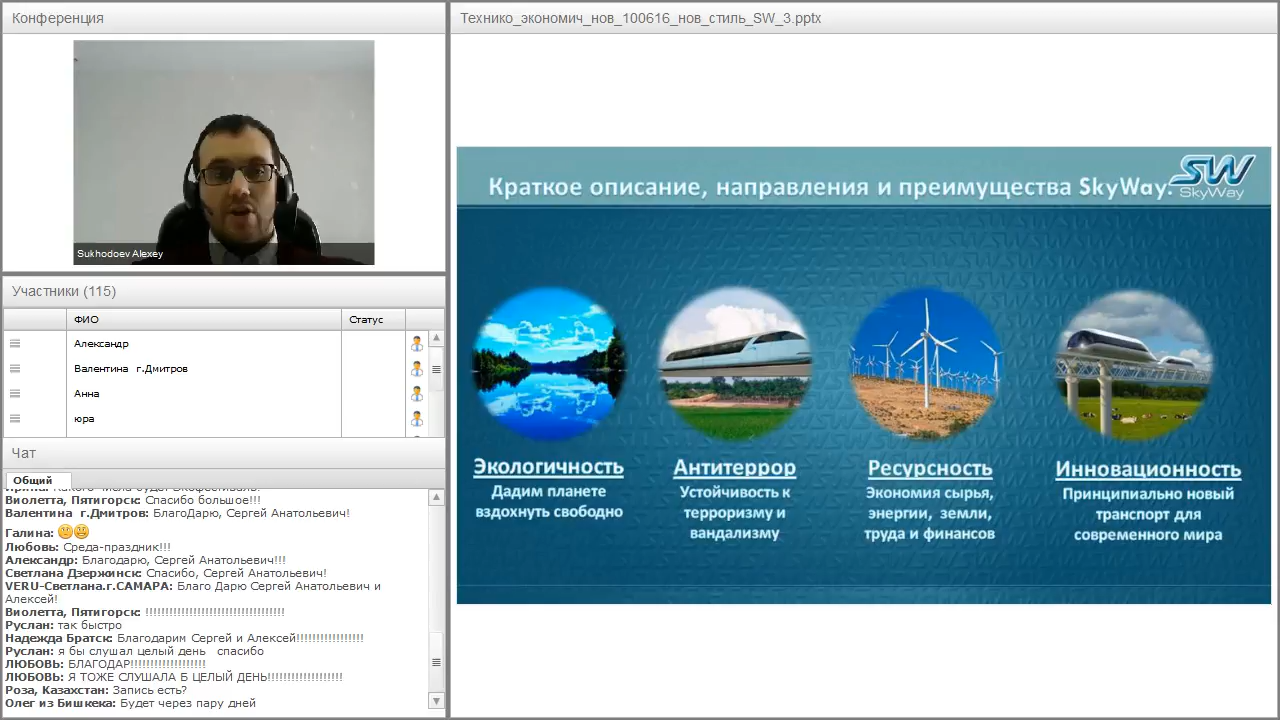 Конференция
Sukhodoev Alexey
Участники (115)
ФИО
Статус
Александр
Валентина г.Дмитров
Анна
юра
Чат
Общий
Виолетта, Пятигорск: Спасибо большое!!!
Валентина г.Дмитров: БлагоДарю, Сергей Анатольевич!
Галина:
Любовь: Среда-праздник!!!
Александр: Благодарю, Сергей Анатольевич!!!
Светлана Дзержинск: Спасибо, Сергей Анатольевич!
VERU-Светлана.г.САМАРА: Благо Дарю Сергей Анатольевич и
Алексей!
Виолетта, Пятигорск: !!!!!!!!!!!!!!!!!!!!!!!!!!!!!!!!!!
Руслан: так быстро
Надежда Братск: Благодарим Сергей и Алексей!!!!!!!!!!!!!!!!!
Руслан: я бы слушал целый день спасибо
ЛЮБОВЬ: БЛАГОДАР!!!!!!!!!!!!!!!!!!!
ЛЮБОВЬ: Я ТОЖЕ СЛУШАЛА Б ЦЕЛЫЙ ДЕНЬ!!!!!!!!!!!!!!!!!!!
Роза, Казахстан: Запись есть?
Олег из Бишкека: Будет через пару дней
Технико_экономич_нов_100616_нов_стиль_SW_3.pptx
Краткое описание, направления и преимущества SkyWay.
SW
SkyWay
Экологичность
Дадим планете
вздохнуть свободно
Антитеррор
Устойчивость к
терроризму и
вандализму
Ресурсность
Экономия сырья,
энергии, земли,
труда и финансов
Инновационность
Принципиально новый
транспорт для
современного мира